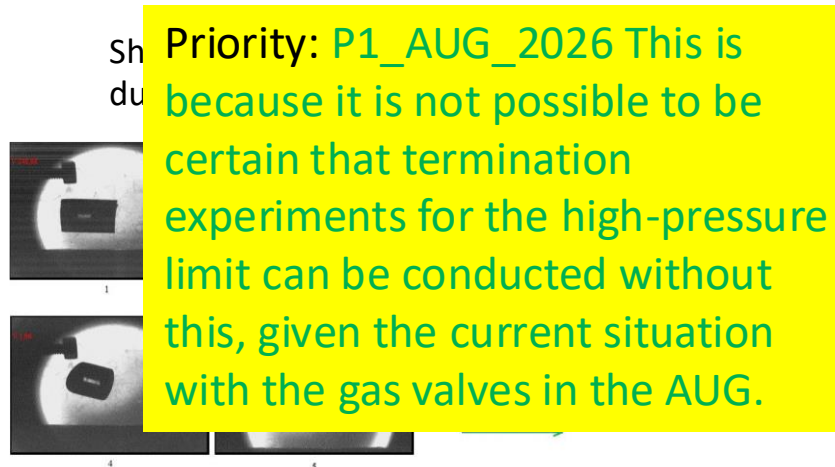 Sh
du
Priority: P1_AUG_2026 This is
because it is not possible to be
certain that termination
experiments for the high-pressure
limit can be conducted without
this, given the current situation
with the gas valves in the AUG.
1
4